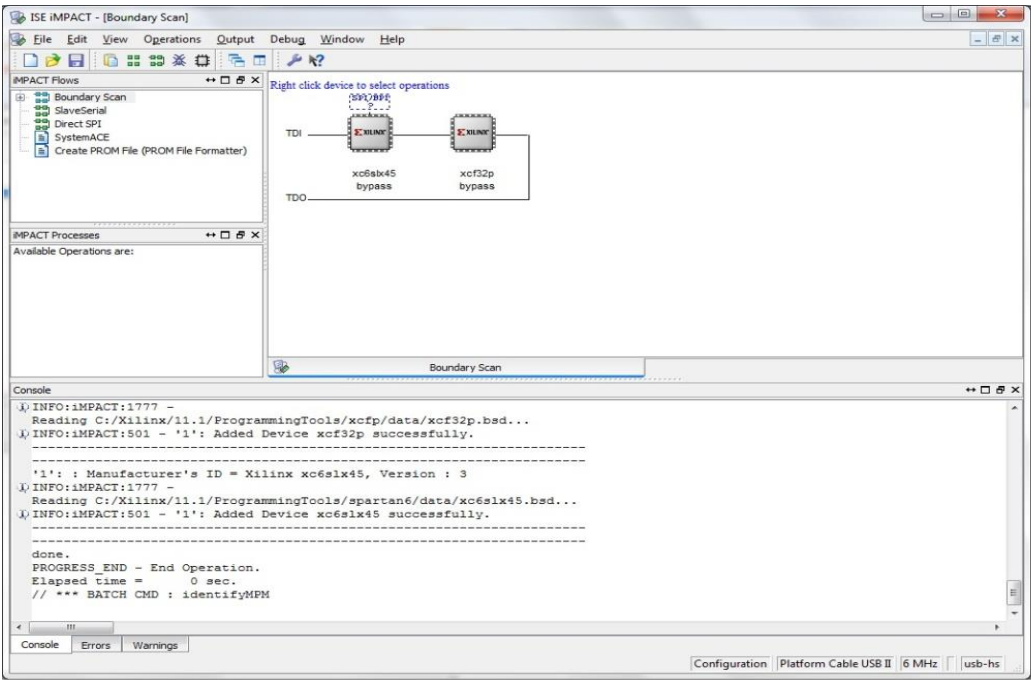 ISE iMPACT - [Boundary Scan]
File Edit View Operations Output Debug Window Help
iMPACT Flows
Boundary Scan
SlaveSerial
Direct SPI
SystemACE
Create PROM File (PROM File Formatter)
iMPACT Processes
Available Operations are:
Right click device to select operations
SPI/BPI
?
TDI
XILINX XILINX
xc6slx45 xcf32p
bypass bypass
TDO
Boundary Scan
Console
INFO:iMPACT:1777 -
Reading C:/Xilinx/11.1/ProgrammingTools/xcfp/data/xcf32p.bsd...
INFO:iMPACT:501 - '1': Added Device xcf32p successfully.
----------------------------------------------------------------------
----------------------------------------------------------------------
'1': : Manufacturer's ID = Xilinx xc6slx45, Version : 3
INFO:iMPACT:1777 -
Reading C:/Xilinx/11.1/ProgrammingTools/spartan6/data/xc6slx45.bsd...
INFO:iMPACT:501 - '1': Added Device xc6slx45 successfully.
----------------------------------------------------------------------
----------------------------------------------------------------------
done.
PROGRESS_END - End Operation.
Elapsed time = 0 sec.
// *** BATCH CMD : identifyMPM
Console Errors Warnings
Configuration Platform Cable USB II 6 MHz usb-hs